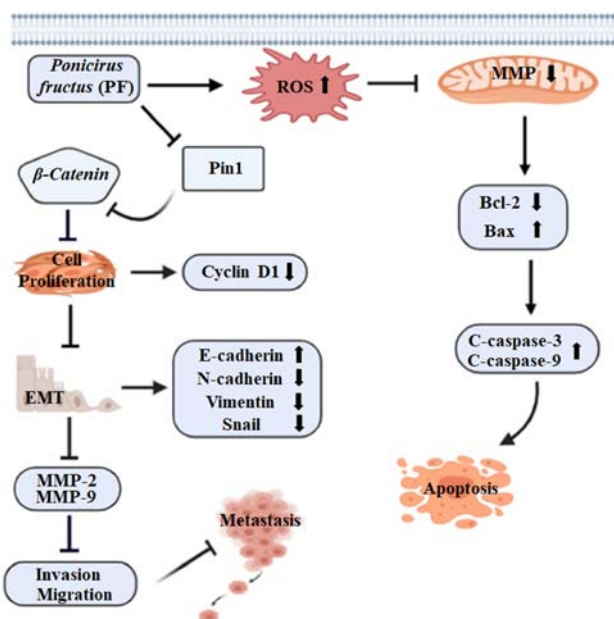 Ponicirus
fructus (PF)
ROS
MMP
Pin1
β-Catenin
Bcl-2
Bax
Cell
Proliferation
Cyclin D1
C-caspase-3
C-caspase-9
E-cadherin
N-cadherin
Vimentin
Snail
EMT
MMP-2
MMP-9
Apoptosis
Metastasis
Invasion
Migration